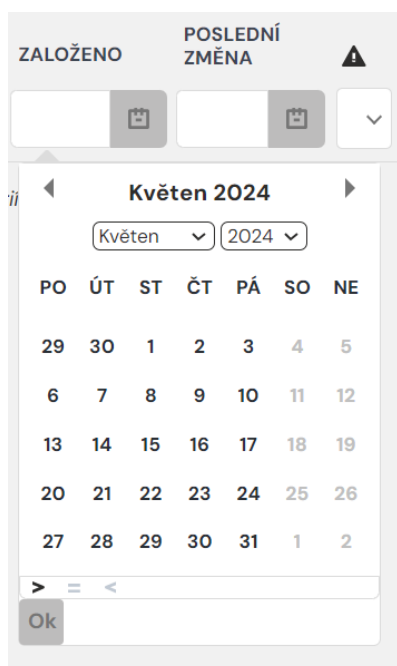 ZALOŽENO
POSLEDNÍ
ZMĚNA
Květen 2024
Květen 2024
PO ÚT ST ČT PÁ SO NE
29 30 1 2 3 4 5
6 7 8 9 10 11 12
13 14 15 16 17 18 19
20 21 22 23 24 25 26
27 28 29 30 31 1 2
> = <
Ok